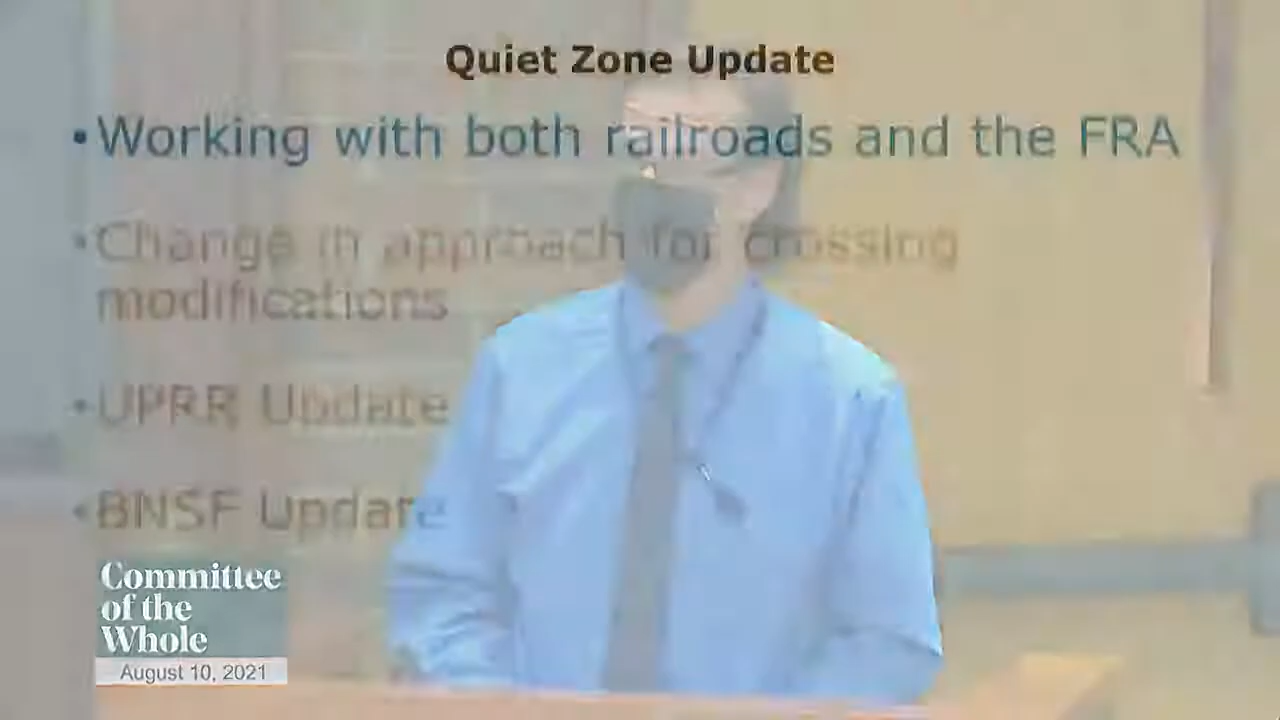 Quiet Zone Update
•Working with both railroads and the FRA
•Change in approach for crossing
modifications
•UPRR Update
•BNSF Update
Committee
of the
Whole
August 10, 2021